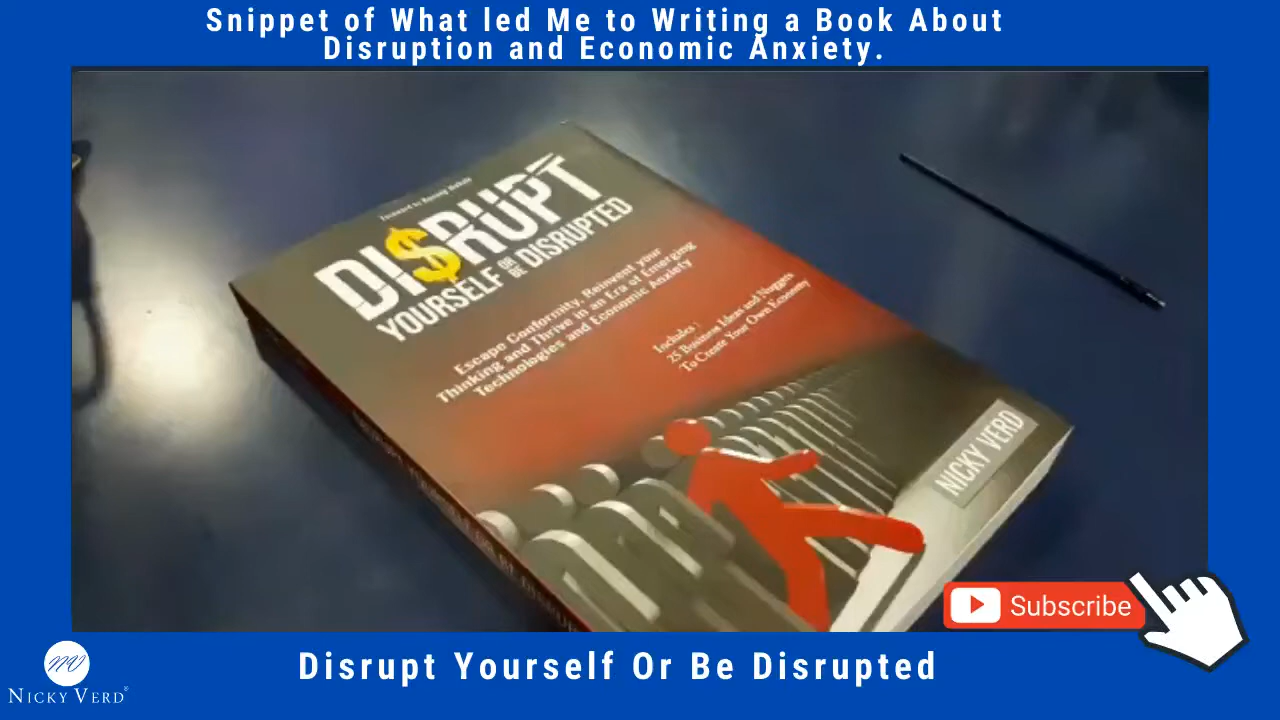 Snippet of What led Me to Writing a Book About
Disruption and Economic Anxiety.
DI$RUPT
YOURSELF OR BE DISRUPTED
Escape Conformity, Reinvent your
Thinking and Thrive in an Era of Emerging
Technologies and Economic Anxiety
Includes :
25 Business Ideas and Nuggets
To Create Your Own Economy
NICKY VERD
Subscribe
NV
NICKY VERD®
Disrupt Yourself Or Be Disrupted